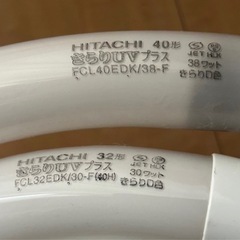 HITACHI 40形
きらりUVプラス 38ワット
FCL40EDK/38-F きらりD色
HITACHI 32形
きらりUVプラス 30ワット
FCL32EDK/30-F(40H) きらりD色